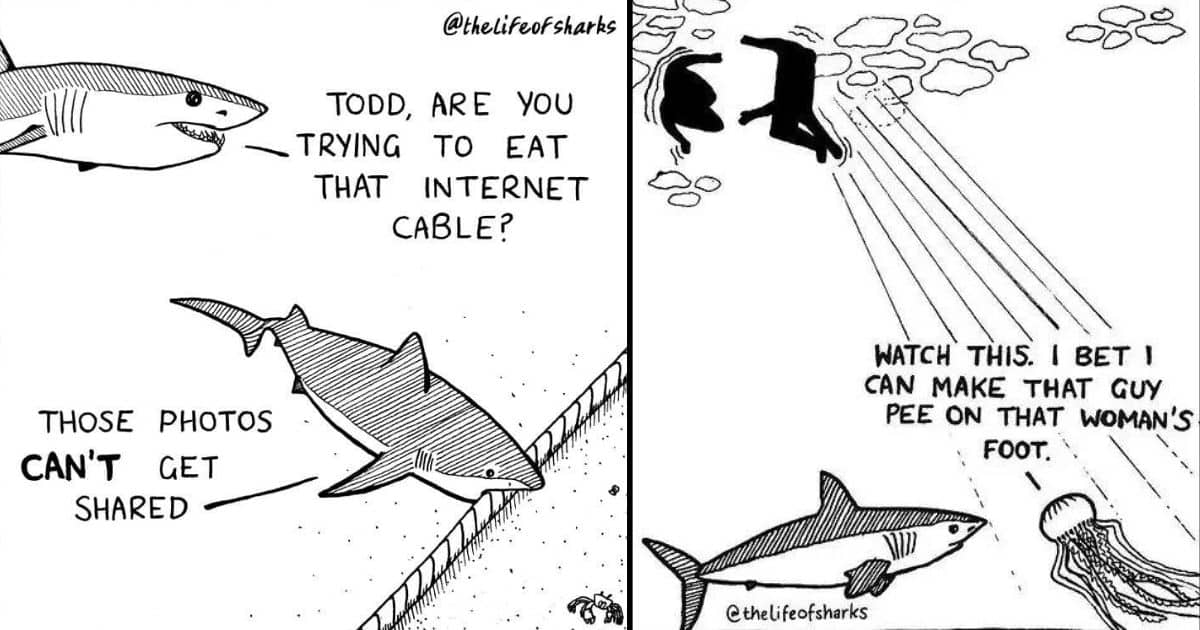 @thelifeofsharks
TODD, ARE YOU
TRYING TO EAT
THAT INTERNET
CABLE?
THOSE PHOTOS
CAN'T GET
SHARED
WATCH THIS. I BET I
CAN MAKE THAT GUY
PEE ON THAT WOMAN'S
FOOT.
@thelifeofsharks